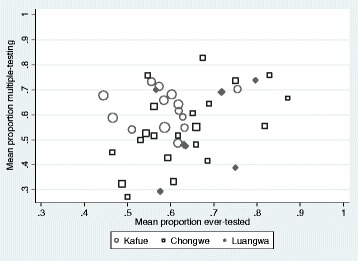 Mean proportion multiple-testing
1
.9
.8
.7
.6
.5
.4
.3
.3 .4 .5 .6 .7 .8 .9 1
Mean proportion ever-tested
Kafue Chongwe Luangwa